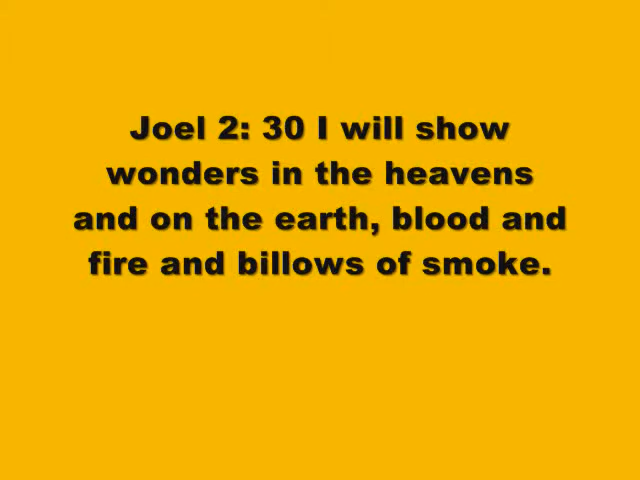 Joel 2: 30 I will show
wonders in the heavens
and on the earth, blood and
fire and billows of smoke.